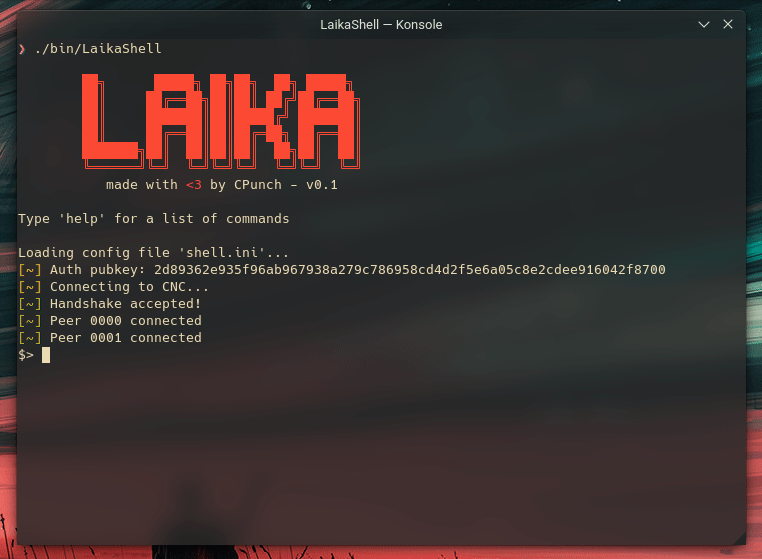 LaikaShell — Konsole
❯ ./bin/LaikaShell
LAIKA
made with <3 by CPunch - v0.1
Type 'help' for a list of commands
Loading config file 'shell.ini'...
[~] Auth pubkey: 2d89362e935f96ab967938a279c786958cd4d2f5e6a05c8e2cdee916042f8700
[~] Connecting to CNC...
[~] Handshake accepted!
[~] Peer 0000 connected
[~] Peer 0001 connected
$>